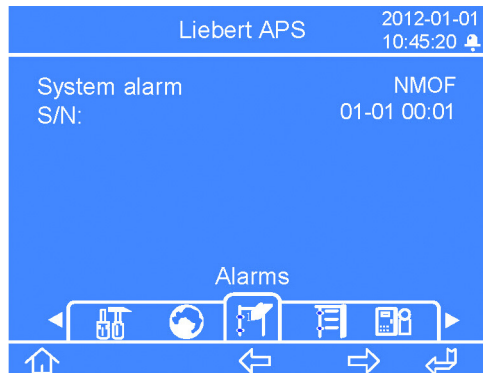 Liebert APS
2012-01-01
10:45:20
System alarm NMOF
S/N: 01-01 00:01
Alarms